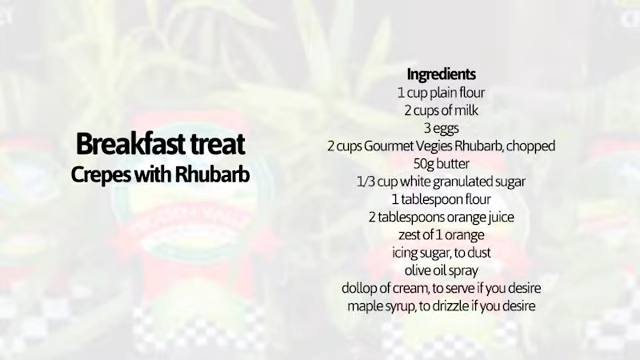 Breakfast treat
Crepes with Rhubarb
Ingredients
1 cup plain flour
2 cups of milk
3 eggs
2 cups Gourmet Vegies Rhubarb, chopped
50g butter
1/3 cup white granulated sugar
1 tablespoon flour
2 tablespoons orange juice
zest of 1 orange
icing sugar, to dust
olive oil spray
dollop of cream, to serve if you desire
maple syrup, to drizzle if you desire